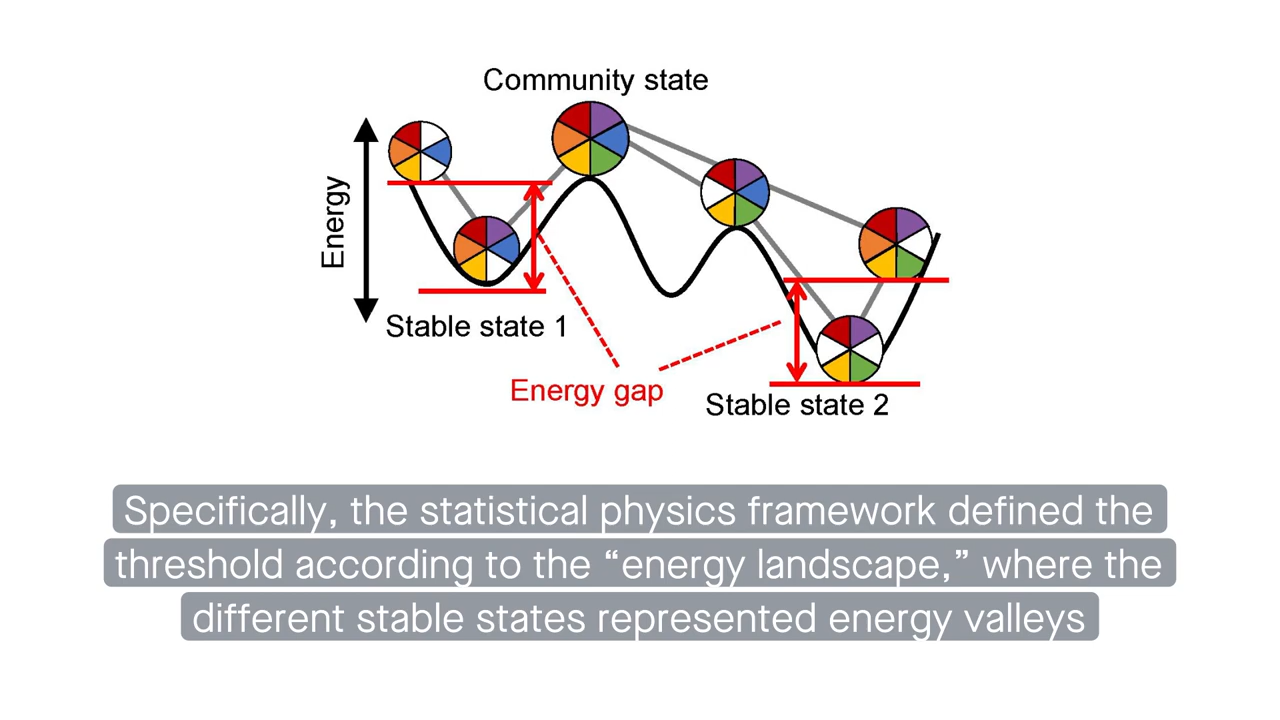 Community state
Energy
Stable state 1
Energy gap
Stable state 2
Specifically, the statistical physics framework defined the
threshold according to the “energy landscape,” where the
different stable states represented energy valleys